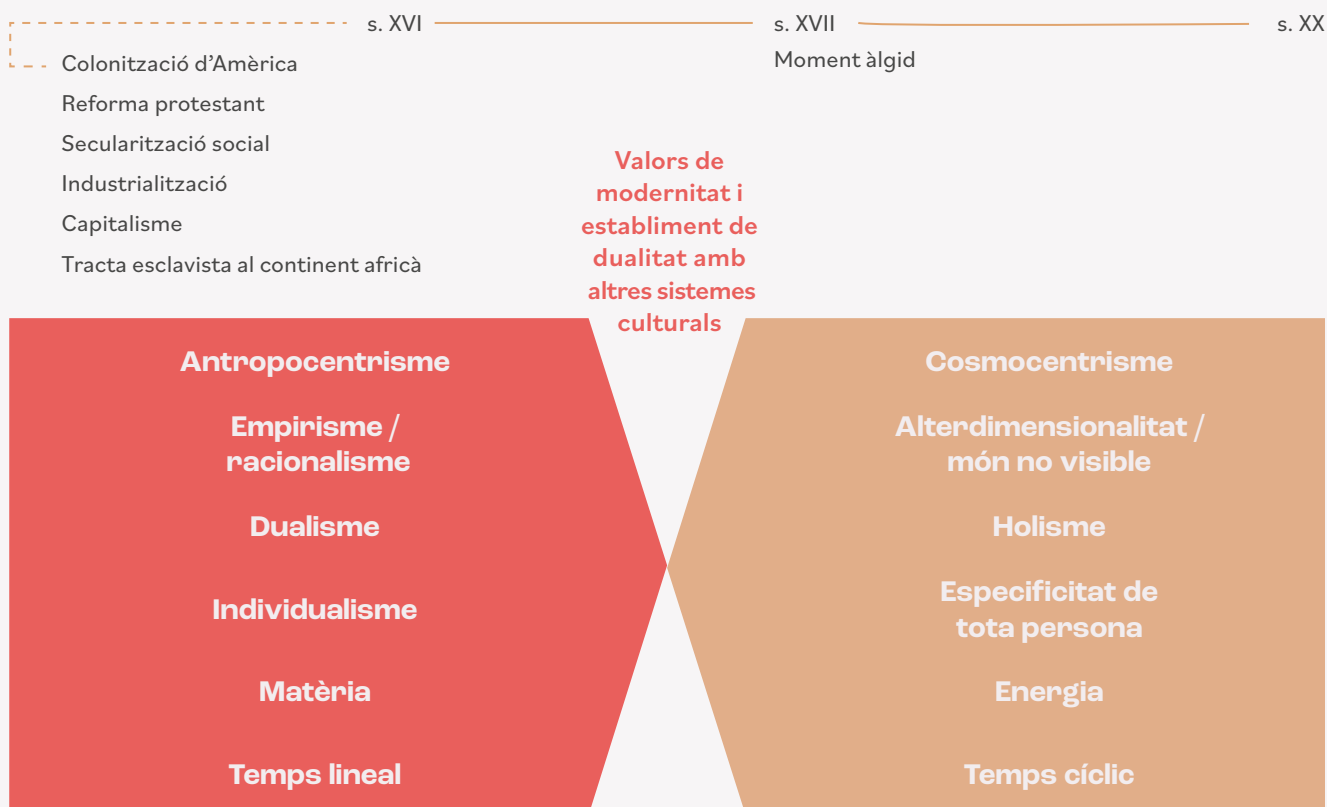 s. XVI
s. XVII
s. XX
Colonització d'Amèrica
Reforma protestant
Secularització social
Industrialització
Capitalisme
Tracta esclavista al continent africà
Moment àlgid
Valors de
modernitat i
establiment de
dualitat amb
altres sistemes
culturals
Antropocentrisme
Empirisme /
racionalisme
Dualisme
Individualisme
Matèria
Temps lineal
Cosmocentrisme
Alterdimensionalitat /
món no visible
Holisme
Especificitat de
tota persona
Energia
Temps cíclic